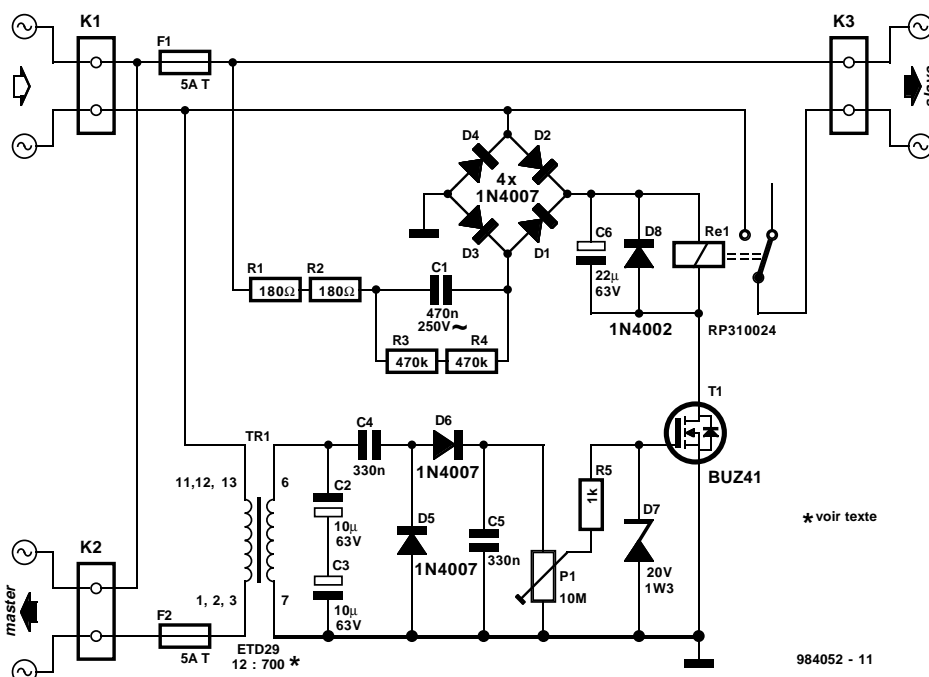 K1
K3
F1
5A T
slave
D4
D2
4x
1N4007
D3
D1
C6
22μ
63V
D8
1N4002
Re1
RP310024
R1
180Ω
R2
180Ω
C1
470n
250V~
R3
470k
R4
470k
T1
BUZ41
TR1
11,12, 13
6
1, 2, 3
7
ETD29
12 : 700 *
C4
330n
D6
1N4007
C2
10μ
63V
C3
10μ
63V
D5
1N4007
C5
330n
R5
1k
P1
10M
D7
20V
1W3
* voir texte
K2
master
F2
5A T
984052 - 11